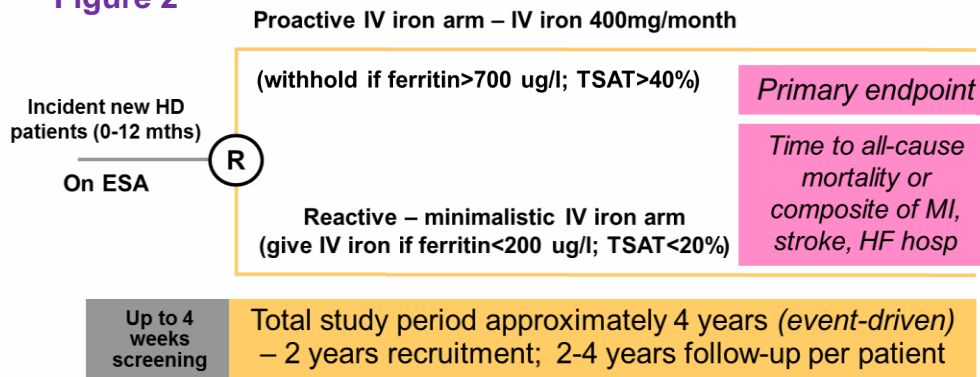 Figure 2
Proactive IV iron arm – IV iron 400mg/month
(withhold if ferritin>700 ug/l; TSAT>40%)
Incident new HD
patients (0-12 mths)
R
On ESA
Reactive – minimalistic IV iron arm
(give IV iron if ferritin<200 ug/l; TSAT<20%)
Primary endpoint
Time to all-cause
mortality or
composite of MI,
stroke, HF hosp
Up to 4
weeks
screening
Total study period approximately 4 years (event-driven)
– 2 years recruitment; 2-4 years follow-up per patient